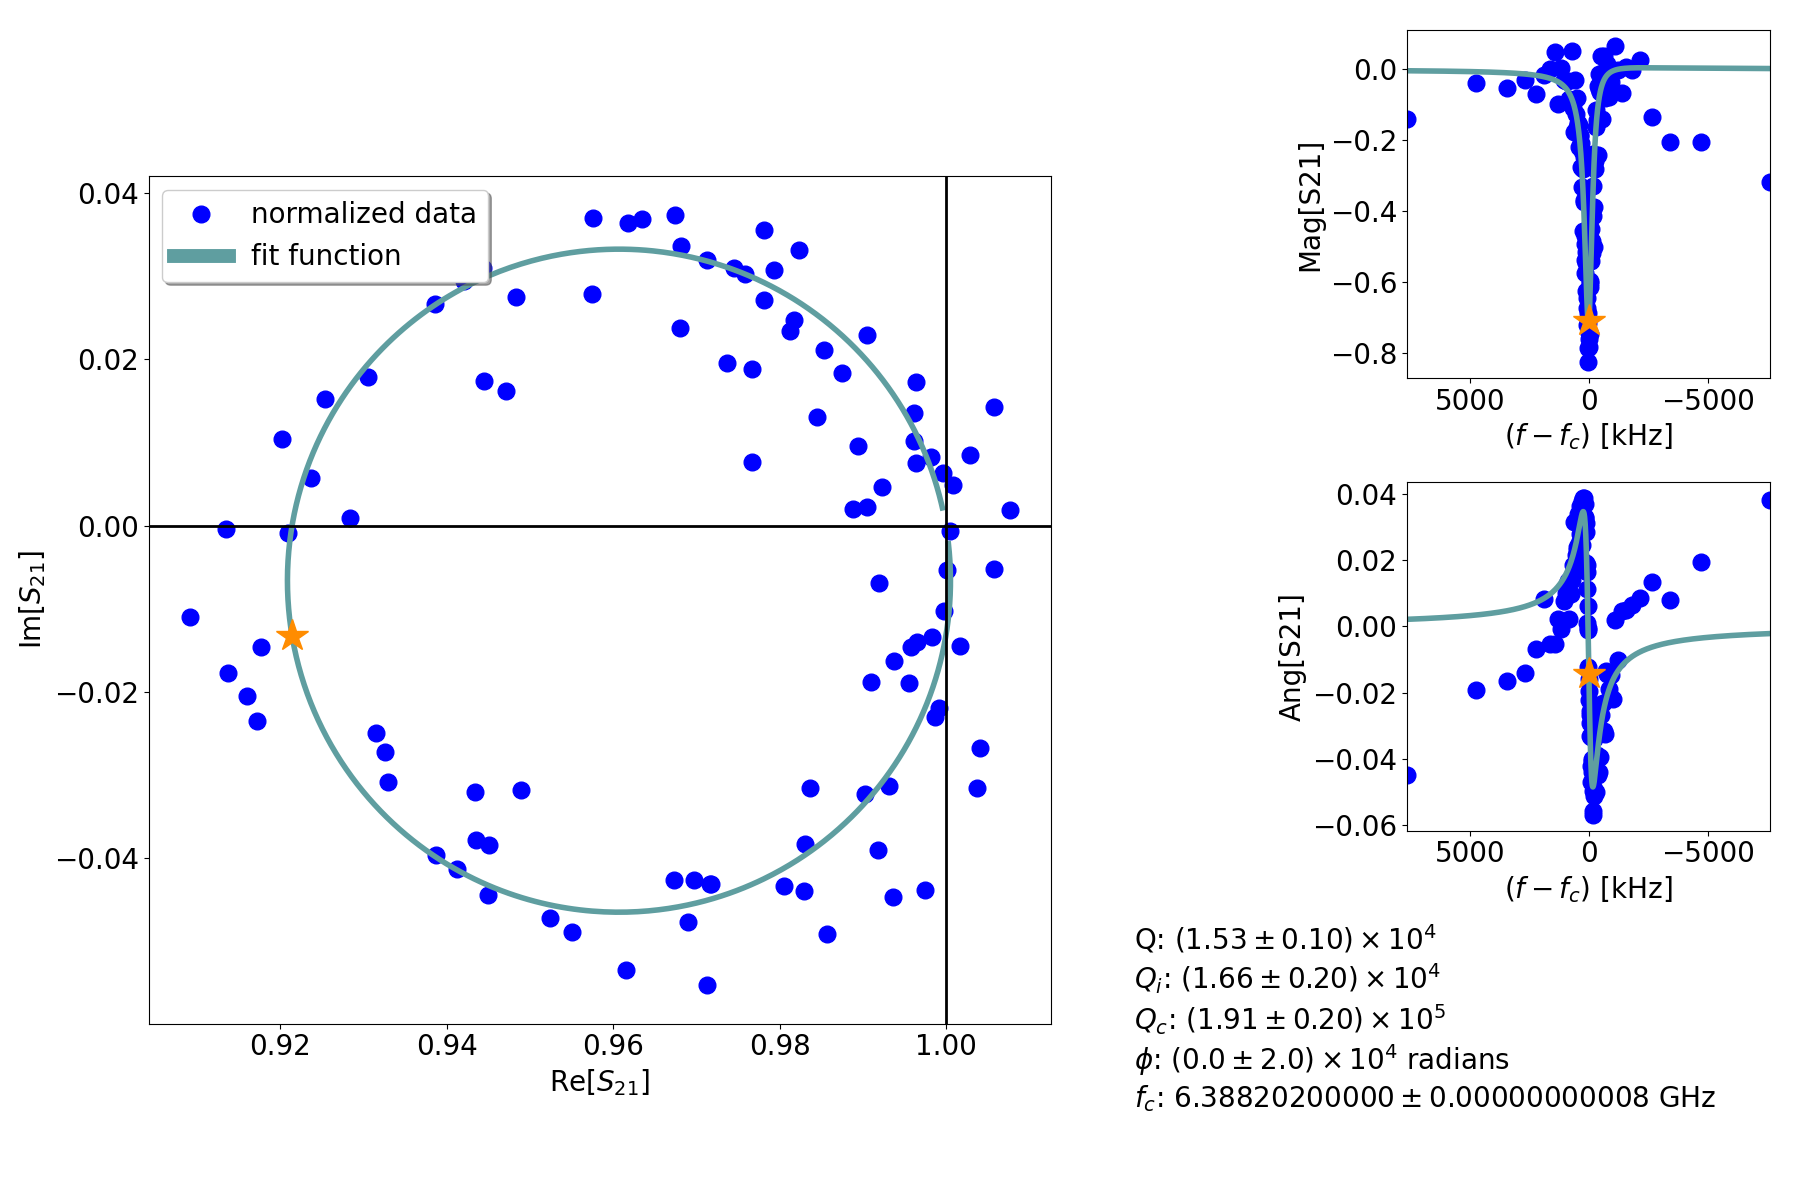 normalized data
fit function
0.04
0.02
0.00
−0.02
−0.04
Im[S21]
0.92 0.94 0.96 0.98 1.00
Re[S21]
0.0
−0.2
−0.4
−0.6
−0.8
Mag[S21]
5000 0 −5000
(f − fc) [kHz]
0.04
0.02
0.00
−0.02
−0.04
−0.06
Ang[S21]
5000 0 −5000
(f − fc) [kHz]
Q: (1.53 ± 0.10) × 10^4
Qi: (1.66 ± 0.20) × 10^4
Qc: (1.91 ± 0.20) × 10^5
ϕ: (0.0 ± 2.0) × 10^4 radians
fc: 6.38820200000 ± 0.00000000008 GHz